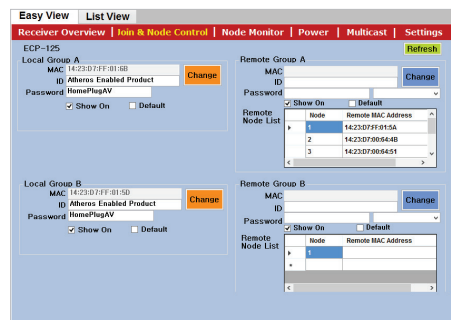 Easy View List View
Receiver Overview | Join & Node Control | Node Monitor | Power | Multicast | Settings
ECP-125 Refresh
Local Group A
MAC 14:23:D7:FF:01:6B
ID Atheros Enabled Product
Password HomePlugAV
Change
Show On Default
Remote Group A
MAC
ID
Password
Change
Show On Default
Remote Node List
Node Remote MAC Address
1 14:23:D7:FF:01:5A
2 14:23:D7:00:64:4B
3 14:23:D7:00:64:51
Local Group B
MAC 14:23:D7:FF:01:5D
ID Atheros Enabled Product
Password HomePlugAV
Change
Show On Default
Remote Group B
MAC
ID
Password
Change
Show On Default
Remote Node List
Node Remote MAC Address
1